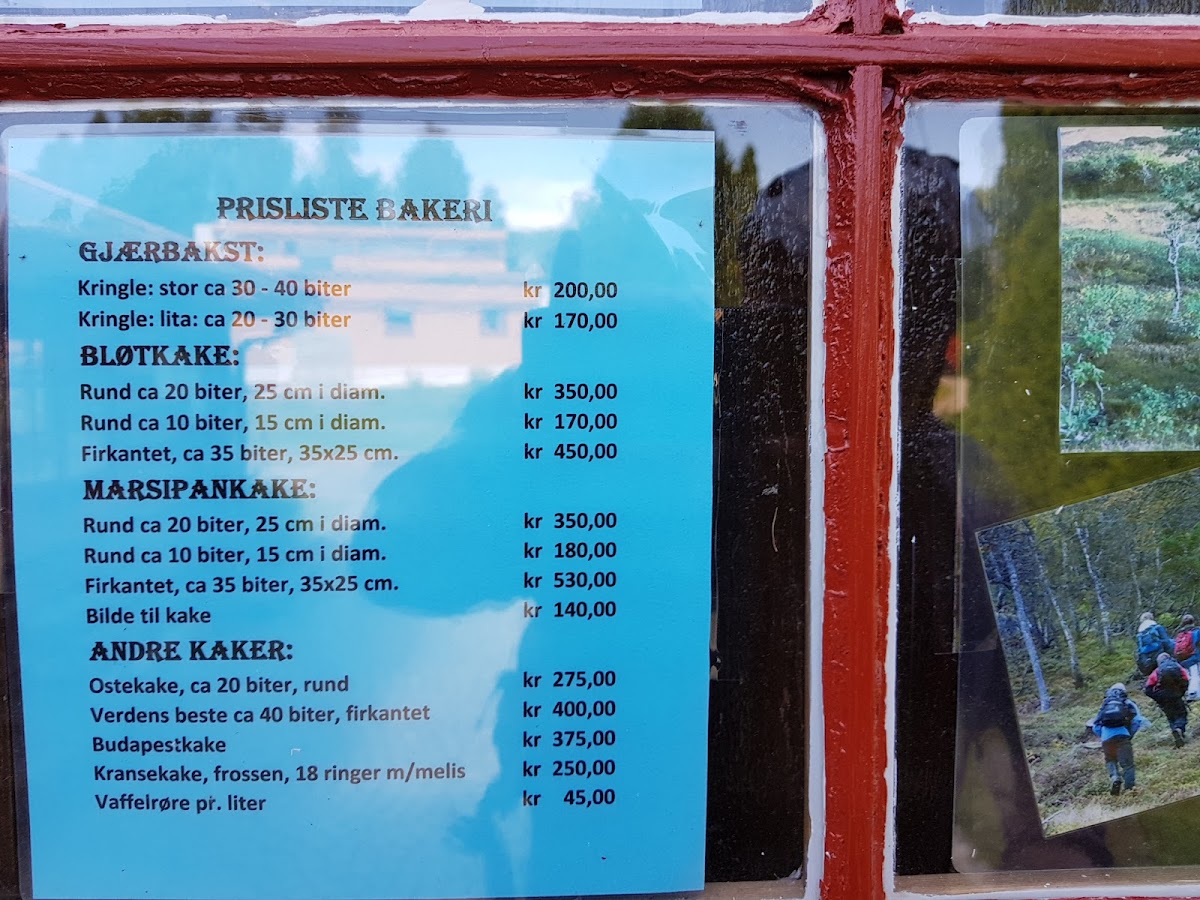 PRISLISTE BAKERI
GJÆRBAKST:
Kringle: stor ca 30 - 40 biter kr 200,00
Kringle: lita: ca 20 - 30 biter kr 170,00
BLØTKAKE:
Rund ca 20 biter, 25 cm i diam. kr 350,00
Rund ca 10 biter, 15 cm i diam. kr 170,00
Firkantet, ca 35 biter, 35x25 cm. kr 450,00
MARSIPANKAKE:
Rund ca 20 biter, 25 cm i diam. kr 350,00
Rund ca 10 biter, 15 cm i diam. kr 180,00
Firkantet, ca 35 biter, 35x25 cm. kr 530,00
Bilde til kake kr 140,00
ANDRE KAKER:
Ostekake, ca 20 biter, rund kr 275,00
Verdens beste ca 40 biter, firkantet kr 400,00
Budapestkake kr 375,00
Kransekake, frossen, 18 ringer m/melis kr 250,00
Vaffelrøre pr. liter kr 45,00